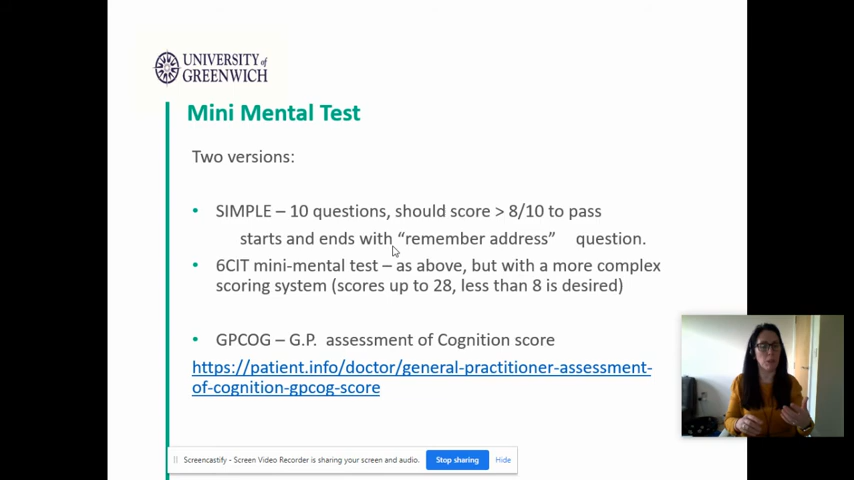 UNIVERSITY of
GREENWICH
Mini Mental Test
Two versions:
• SIMPLE – 10 questions, should score > 8/10 to pass
starts and ends with “remember address” question.
• 6CIT mini-mental test – as above, but with a more complex
scoring system (scores up to 28, less than 8 is desired)
• GPCOG – G.P. assessment of Cognition score
https://patient.info/doctor/general-practitioner-assessment-
of-cognition-gpcog-score
Screencastify - Screen Video Recorder is sharing your screen and audio. Stop sharing Hide